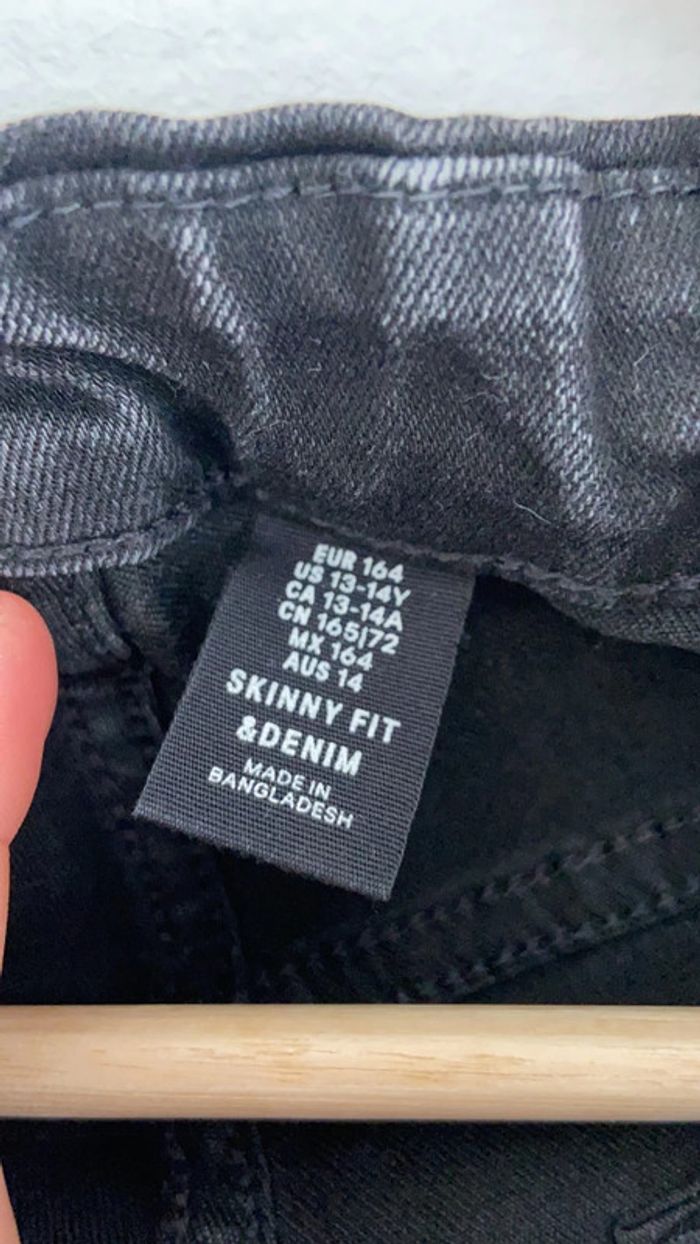 EUR 164
US 13-14Y
CA 13-14A
CN 165|72
MX 164
AUS 14
SKINNY FIT
&DENIM
MADE IN
BANGLADESH